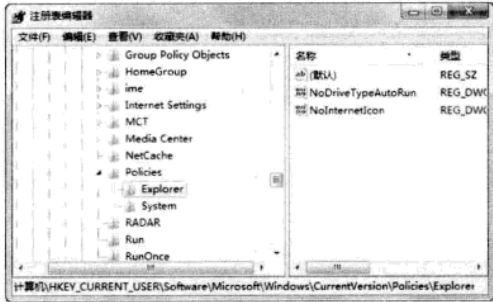 注册表编辑器
文件(F) 编辑(E) 查看(V) 收藏夹(A) 帮助(H)
Group Policy Objects
HomeGroup
ime
Internet Settings
MCT
Media Center
NetCache
Policies
Explorer
System
RADAR
Run
RunOnce
名称 类型
ab (默认) REG_SZ
NoDriveTypeAutoRun REG_DWO
NoInternetIcon REG_DWO
计算机\HKEY_CURRENT_USER\Software\Microsoft\Windows\CurrentVersion\Policies\Explorer